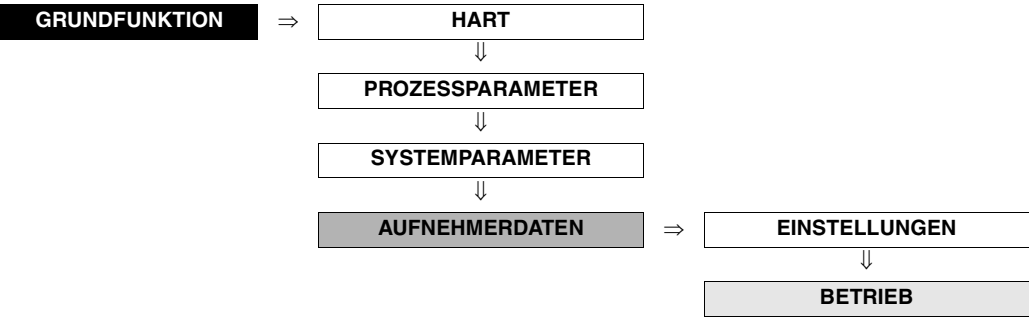 GRUNDFUNKTION ⇒ HART
⇓
PROZESSPARAMETER
⇓
SYSTEMPARAMETER
⇓
AUFNEHMERDATEN ⇒ EINSTELLUNGEN
⇓
BETRIEB